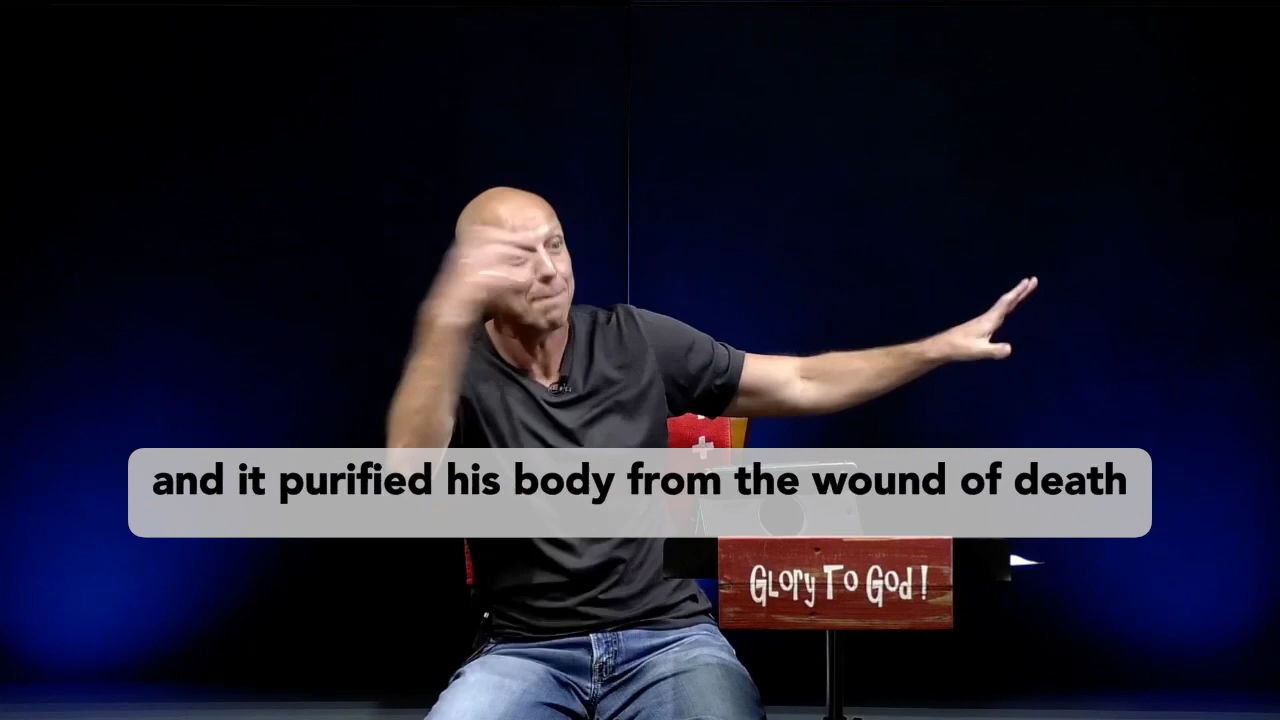 and it purified his body from the wound of death
Glory To God!